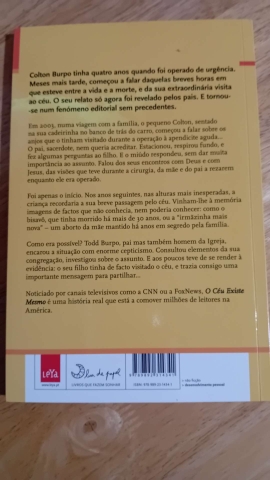 Colton Burpo tinha quatro anos quando foi operado de urgência.
Meses mais tarde, começou a falar daquelas breves horas em
que esteve entre a vida e a morte, e da sua extraordinária visita
ao céu. O seu relato só agora foi revelado pelos pais. E tornou-
-se num fenómeno editorial sem precedentes.
Em 2003, numa viagem com a família, o pequeno Colton, sentado
na sua cadeirinha no banco de trás do carro, começou a falar sobre os
anjos que o tinham visitado durante a operação à apendicite aguda...
O pai, sacerdote, nem queria acreditar. Estacionou, respirou fundo, e
fez algumas perguntas ao filho. E o miúdo respondeu, sem dar muita
importância ao assunto. Falou dos seus encontros com Deus e com
Jesus, das visões que teve durante a cirurgia, da mãe e do pai a rezarem
enquanto ele era operado.
Foi apenas o início. Nos anos seguintes, nas alturas mais inesperadas, a
criança recordaria a sua breve passagem pelo céu. Vinham-lhe à memória
imagens de factos que não conhecia, nem poderia conhecer: como o
bisavô, que tinha morrido há mais de 30 anos, ou a "irmãzinha mais
nova" – um aborto da mãe mantido há anos em segredo pela família.
Como era possível? Todd Burpo, pai mas também homem da Igreja,
encarou a situação com enorme cepticismo. Consultou elementos da sua
congregação, investigou sobre o assunto. E aos poucos teve de se render à
evidência: o seu filho tinha de facto visitado o céu, e trazia consigo uma
importante mensagem para partilhar...
Noticiado por canais televisivos como a CNN ou a FoxNews, O Céu Existe
Mesmo é uma história real que está a comover milhões de leitores na
América.
LeYa
Lua de papel
LIVROS QUE FAZEM SONHAR